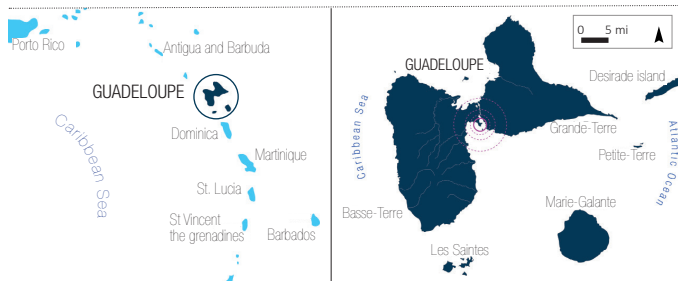 Porto Rico
Antigua and Barbuda
GUADELOUPE
Caribbean Sea
Dominica
Martinique
St. Lucia
St Vincent
the grenadines
Barbados
0 5 mi
GUADELOUPE
Desirade island
Caribbean Sea
Grande-Terre
Atlantic Ocean
Petite-Terre
Basse-Terre
Marie-Galante
Les Saintes